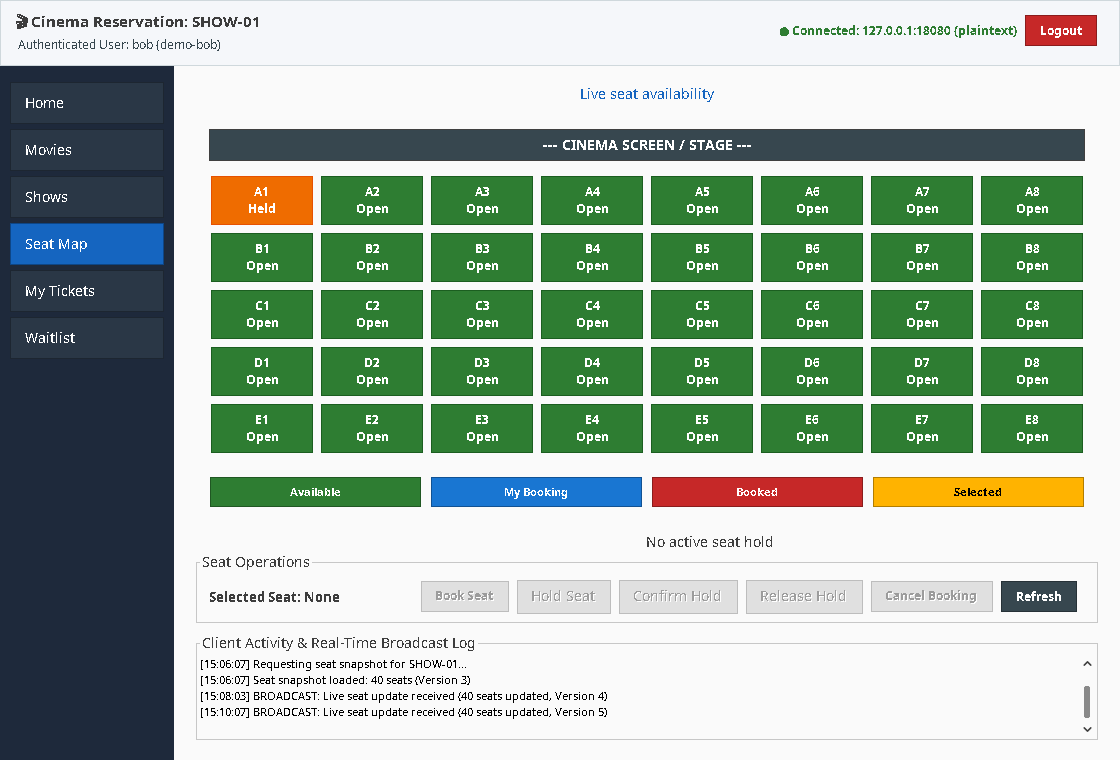 Cinema Reservation: SHOW-01
Authenticated User: bob (demo-bob)
Connected: 127.0.0.1:18080 (plaintext)
Logout
Home
Movies
Shows
Seat Map
My Tickets
Waitlist
Live seat availability
--- CINEMA SCREEN / STAGE ---
A1 A2 A3 A4 A5 A6 A7 A8
Held Open Open Open Open Open Open Open
B1 B2 B3 B4 B5 B6 B7 B8
Open Open Open Open Open Open Open Open
C1 C2 C3 C4 C5 C6 C7 C8
Open Open Open Open Open Open Open Open
D1 D2 D3 D4 D5 D6 D7 D8
Open Open Open Open Open Open Open Open
E1 E2 E3 E4 E5 E6 E7 E8
Open Open Open Open Open Open Open Open
Available My Booking Booked Selected
No active seat hold
Seat Operations
Selected Seat: None
Book Seat Hold Seat Confirm Hold Release Hold Cancel Booking Refresh
Client Activity & Real-Time Broadcast Log
[15:06:07] Requesting seat snapshot for SHOW-01...
[15:06:07] Seat snapshot loaded: 40 seats (Version 3)
[15:08:03] BROADCAST: Live seat update received (40 seats updated, Version 4)
[15:10:07] BROADCAST: Live seat update received (40 seats updated, Version 5)